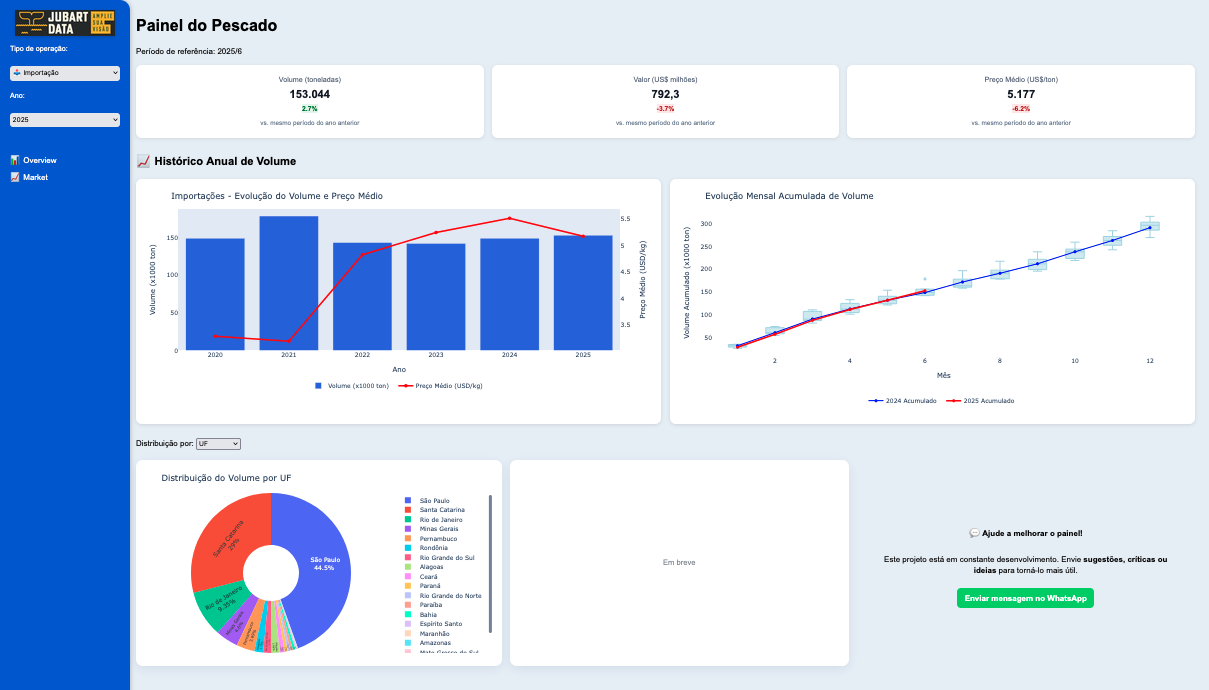 JUBART
DATA
AMPLIE
SUA
VISÃO
Tipo de operação:
Importação
Ano:
2025
Overview
Market
Painel do Pescado
Período de referência: 2025/6
Volume (toneladas)
153.044
2.7%
vs. mesmo período do ano anterior
Valor (US$ milhões)
792,3
-3.7%
vs. mesmo período do ano anterior
Preço Médio (US$/ton)
5.177
-6.2%
vs. mesmo período do ano anterior
Histórico Anual de Volume
Importações - Evolução do Volume e Preço Médio
Volume (x1000 ton)
150
100
50
0
5.5
5
4.5
4
3.5
Preço Médio (USD/kg)
2020 2021 2022 2023 2024 2025
Ano
Volume (x1000 ton) Preço Médio (USD/kg)
Evolução Mensal Acumulada de Volume
Volume Acumulado (x1000 ton)
300
250
200
150
100
50
2 4 6 8 10 12
Mês
2024 Acumulado 2025 Acumulado
Distribuição por: UF
Distribuição do Volume por UF
São Paulo
44.5%
Santa Catarina
29%
Rio de Janeiro
9.35%
Minas Gerais
Pernambuco
São Paulo
Santa Catarina
Rio de Janeiro
Minas Gerais
Pernambuco
Rondônia
Rio Grande do Sul
Alagoas
Ceará
Paraná
Rio Grande do Norte
Paraíba
Bahia
Espírito Santo
Maranhão
Amazonas
Mato Grosso do Sul
Em breve
Ajude a melhorar o painel!
Este projeto está em constante desenvolvimento. Envie sugestões, críticas ou
ideias para torná-lo mais útil.
Enviar mensagem no WhatsApp